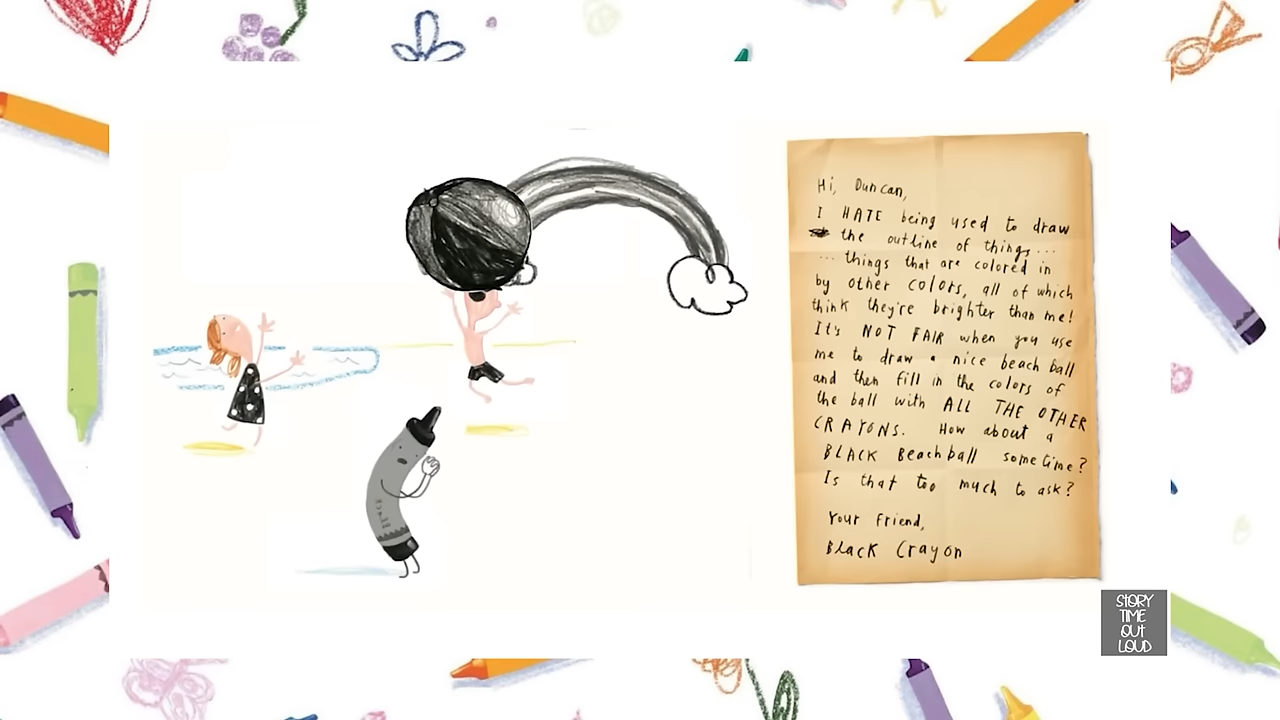 Hi, Duncan,
I HATE being used to draw
the outline of things...
... things that are colored in
by other colors, all of which
think they're brighter than me!
It's NOT FAIR when you use
me to draw a nice beach ball
and then fill in the colors of
the ball with ALL THE OTHER
CRAYONS. How about a
BLACK Beachball sometime?
Is that too much to ask?
Your friend,
Black Crayon
STORY
TIME
OUT
LOUD